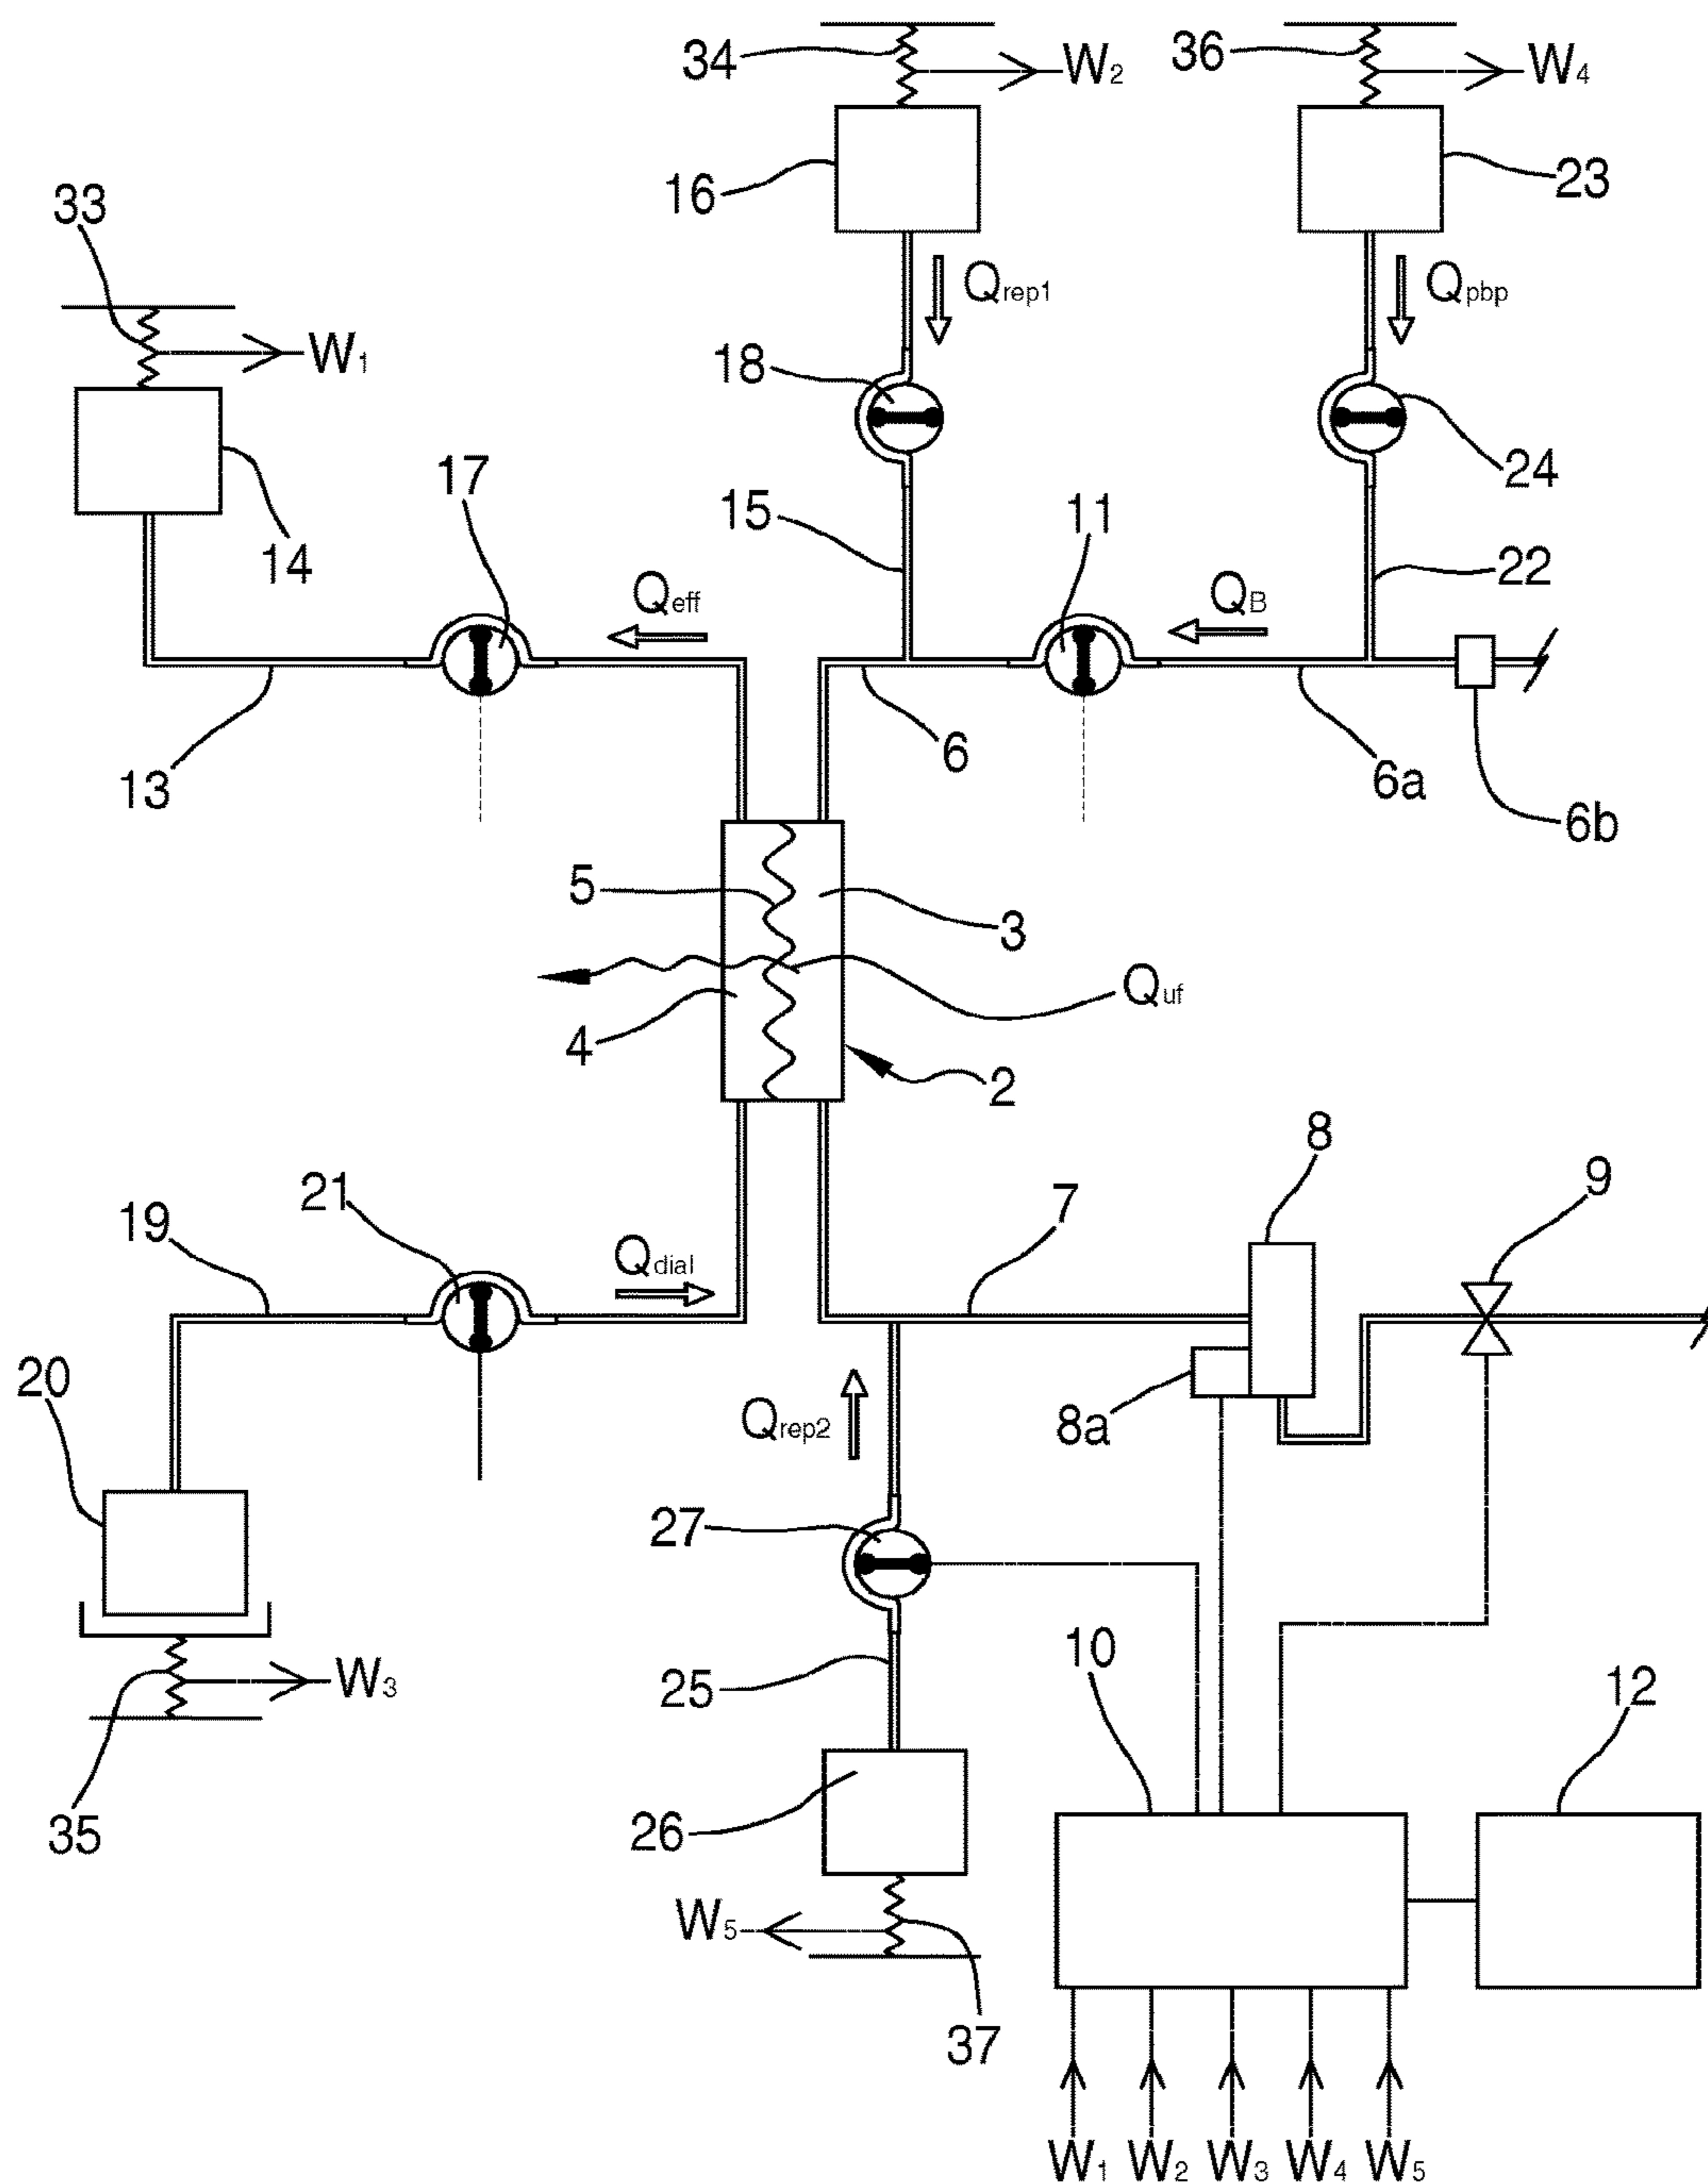 34 W2 36 W4
16 23
33
Qrep1 Qpbp
W1
18
17 24
15 11
14 22
Qeff QB
6
13 6a
6b
5
3
Quf
4
2
8
9
7
21
19
Qdial
20
Qrep2 8a
27
10
25 12
W3
35 26
W5
37
W1 W2 W3 W4 W5